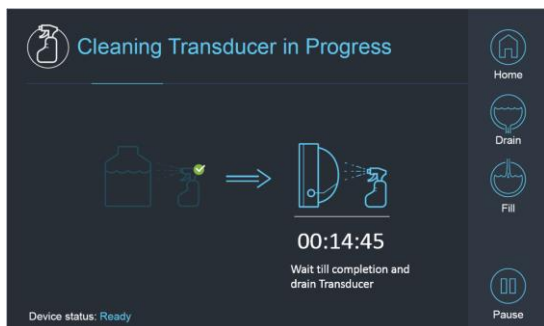 Cleaning Transducer in Progress
Home
Drain
Fill
00:14:45
Wait till completion and
drain Transducer
Device status: Ready
Pause